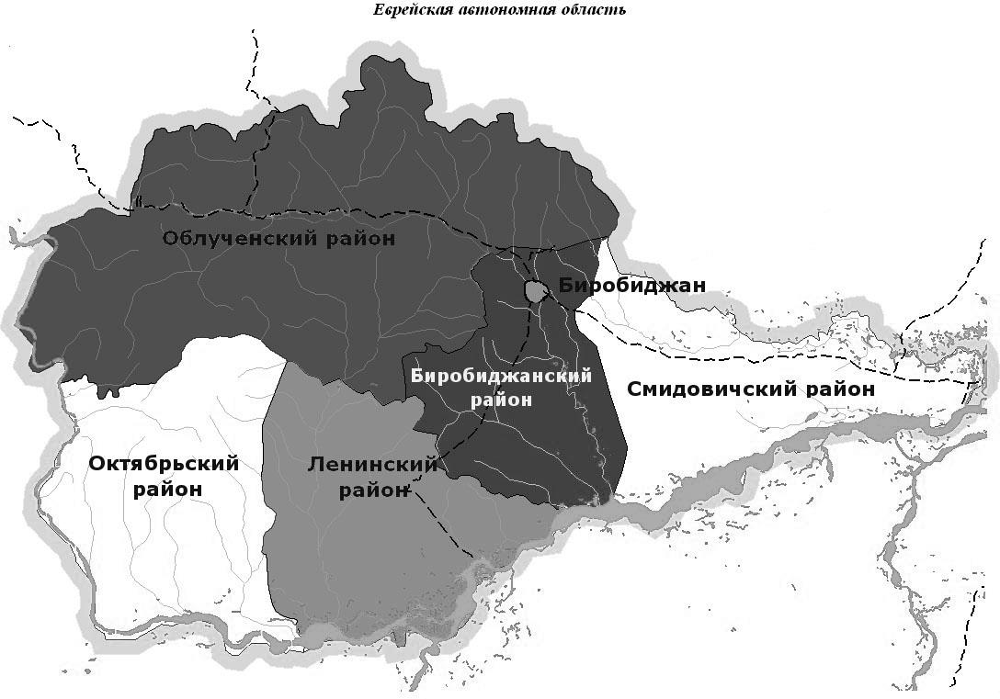 Еврейская автономная область
Облученский район
Биробиджан
Биробиджанский
район
Смидовичский район
Октябрьский
район
Ленинский
район